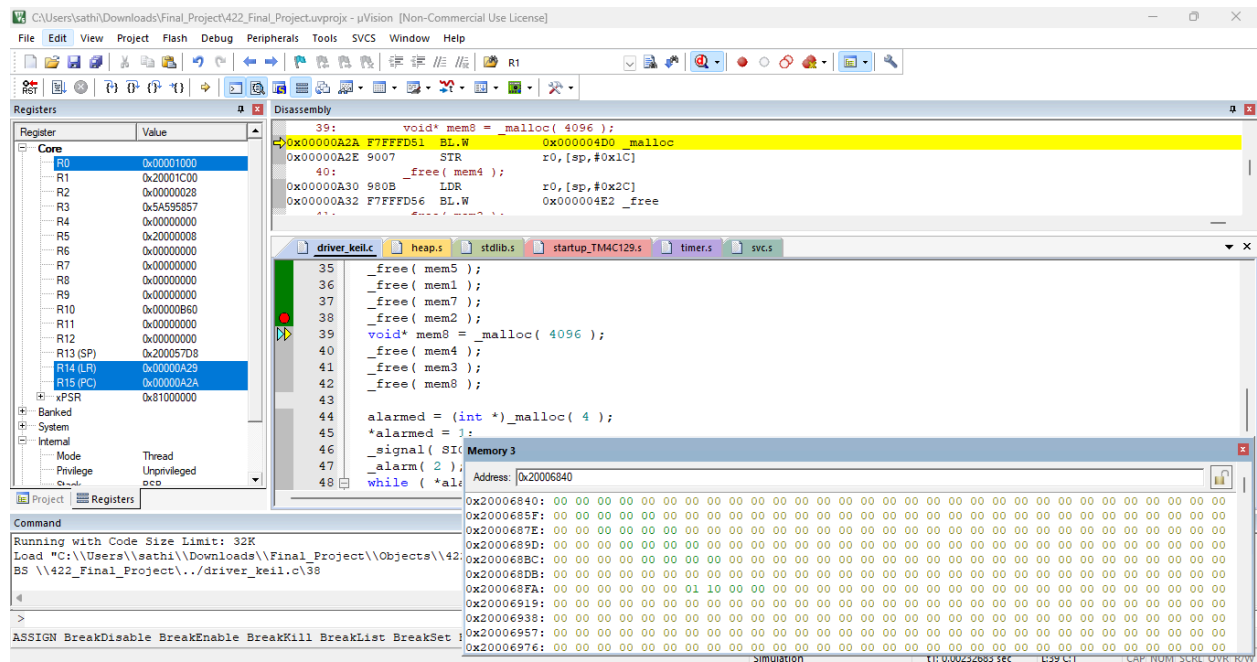 C:\Users\sathi\Downloads\Final_Project\422_Final_Project.uvprojx - µVision [Non-Commercial Use License]
File Edit View Project Flash Debug Peripherals Tools SVCS Window Help
R1
RST
Registers
Register Value
Core
R0 0x00001000
R1 0x20001C00
R2 0x00000028
R3 0x5A595857
R4 0x00000000
R5 0x20000008
R6 0x00000000
R7 0x00000000
R8 0x00000000
R9 0x00000000
R10 0x00000B60
R11 0x00000000
R12 0x00000000
R13 (SP) 0x200057D8
R14 (LR) 0x00000A29
R15 (PC) 0x00000A2A
xPSR 0x81000000
Banked
System
Internal
Mode Thread
Privilege Unprivileged
Stack PSP
Project Registers
Disassembly
39: void* mem8 = _malloc( 4096 );
0x00000A2A F7FFFD51 BL.W 0x000004D0 _malloc
0x00000A2E 9007 STR r0,[sp,#0x1C]
40: _free( mem4 );
0x00000A30 980B LDR r0,[sp,#0x2C]
0x00000A32 F7FFFD56 BL.W 0x000004E2 _free
41: _free( mem3 );
driver_keil.c heap.s stdlib.s startup_TM4C129.s timer.s svc.s
35 _free( mem5 );
36 _free( mem1 );
37 _free( mem7 );
38 _free( mem2 );
39 void* mem8 = _malloc( 4096 );
40 _free( mem4 );
41 _free( mem3 );
42 _free( mem8 );
43
44 alarmed = (int *)_malloc( 4 );
45 *alarmed = 1;
46 _signal( SIG
47 _alarm( 2 );
48 while ( *ala
Command
Running with Code Size Limit: 32K
Load "C:\\Users\\sathi\\Downloads\\Final_Project\\Objects\\42
BS \\422_Final_Project\../driver_keil.c\38
>
ASSIGN BreakDisable BreakEnable BreakKill BreakList BreakSet
Memory 3
Address: 0x20006840
0x20006840: 00 00 00 00 00 00 00 00 00 00 00 00 00 00 00 00 00 00 00 00 00 00 00 00 00 00 00 00 00 00 00
0x2000685F: 00 00 00 00 00 00 00 00 00 00 00 00 00 00 00 00 00 00 00 00 00 00 00 00 00 00 00 00 00 00 00
0x2000687E: 00 00 00 00 00 00 00 00 00 00 00 00 00 00 00 00 00 00 00 00 00 00 00 00 00 00 00 00 00 00 00
0x2000689D: 00 00 00 00 00 00 00 00 00 00 00 00 00 00 00 00 00 00 00 00 00 00 00 00 00 00 00 00 00 00 00
0x200068BC: 00 00 00 00 00 00 00 00 00 00 00 00 00 00 00 00 00 00 00 00 00 00 00 00 00 00 00 00 00 00 00
0x200068DB: 00 00 00 00 00 00 00 00 00 00 00 00 00 00 00 00 00 00 00 00 00 00 00 00 00 00 00 00 00 00 00
0x200068FA: 00 00 00 00 00 00 01 10 00 00 00 00 00 00 00 00 00 00 00 00 00 00 00 00 00 00 00 00 00 00 00
0x20006919: 00 00 00 00 00 00 00 00 00 00 00 00 00 00 00 00 00 00 00 00 00 00 00 00 00 00 00 00 00 00 00
0x20006938: 00 00 00 00 00 00 00 00 00 00 00 00 00 00 00 00 00 00 00 00 00 00 00 00 00 00 00 00 00 00 00
0x20006957: 00 00 00 00 00 00 00 00 00 00 00 00 00 00 00 00 00 00 00 00 00 00 00 00 00 00 00 00 00 00 00
0x20006976: 00 00 00 00 00 00 00 00 00 00 00 00 00 00 00 00 00 00 00 00 00 00 00 00 00 00 00 00 00 00 00
Simulation t1: 0.00232683 sec L:39 C:1 CAP NUM SCRL OVR R/W